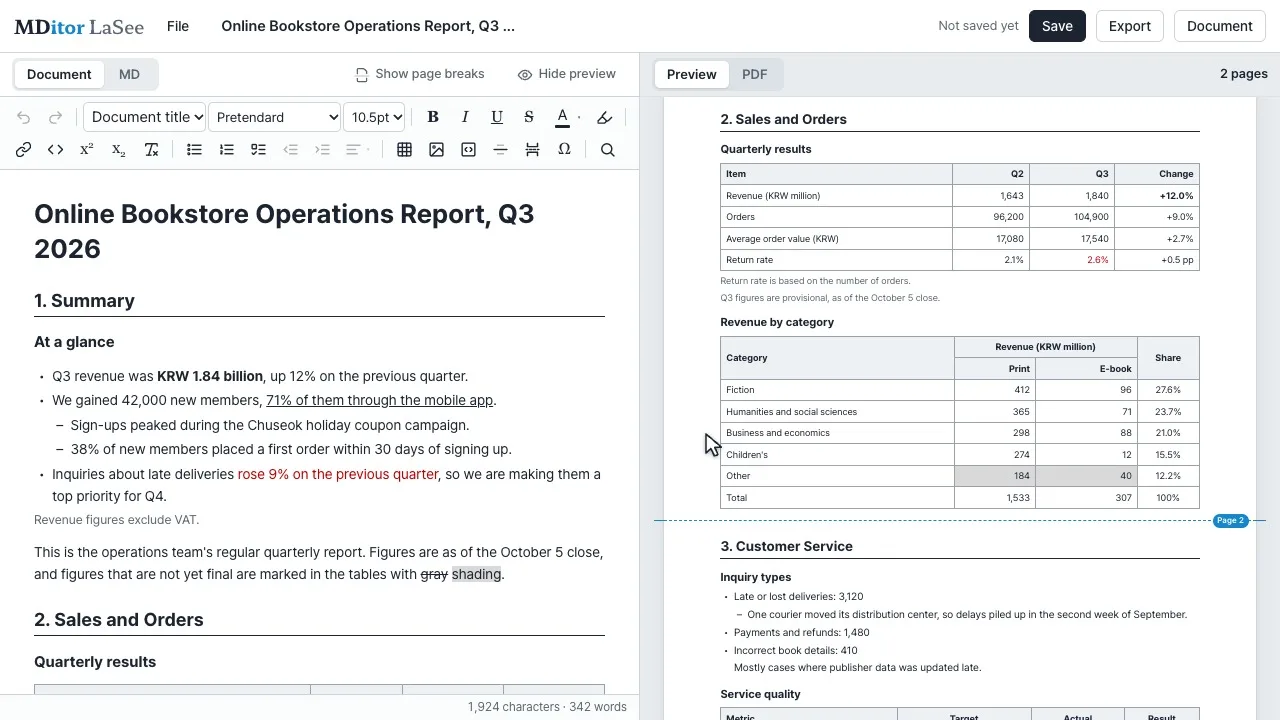 MDitor LaSee File Online Bookstore Operations Report, Q3 ... Not saved yet Save Export Document
Document MD Show page breaks Hide preview
Document title Pretendard 10.5pt B I U S A
x² x₂ Tx Ω
Online Bookstore Operations Report, Q3
2026
1. Summary
At a glance
• Q3 revenue was KRW 1.84 billion, up 12% on the previous quarter.
• We gained 42,000 new members, 71% of them through the mobile app.
– Sign-ups peaked during the Chuseok holiday coupon campaign.
– 38% of new members placed a first order within 30 days of signing up.
• Inquiries about late deliveries rose 9% on the previous quarter, so we are making them a
top priority for Q4.
Revenue figures exclude VAT.
This is the operations team's regular quarterly report. Figures are as of the October 5 close,
and figures that are not yet final are marked in the tables with gray shading.
2. Sales and Orders
Quarterly results
1,924 characters · 342 words
Preview PDF 2 pages
2. Sales and Orders
Quarterly results
Item Q2 Q3 Change
Revenue (KRW million) 1,643 1,840 +12.0%
Orders 96,200 104,900 +9.0%
Average order value (KRW) 17,080 17,540 +2.7%
Return rate 2.1% 2.6% +0.5 pp
Return rate is based on the number of orders.
Q3 figures are provisional, as of the October 5 close.
Revenue by category
Category Revenue (KRW million) Share
Print E-book
Fiction 412 96 27.6%
Humanities and social sciences 365 71 23.7%
Business and economics 298 88 21.0%
Children's 274 12 15.5%
Other 184 40 12.2%
Total 1,533 307 100%
Page 2
3. Customer Service
Inquiry types
• Late or lost deliveries: 3,120
– One courier moved its distribution center, so delays piled up in the second week of September.
• Payments and refunds: 1,480
• Incorrect book details: 410
Mostly cases where publisher data was updated late.
Service quality
Metric Target Actual Result